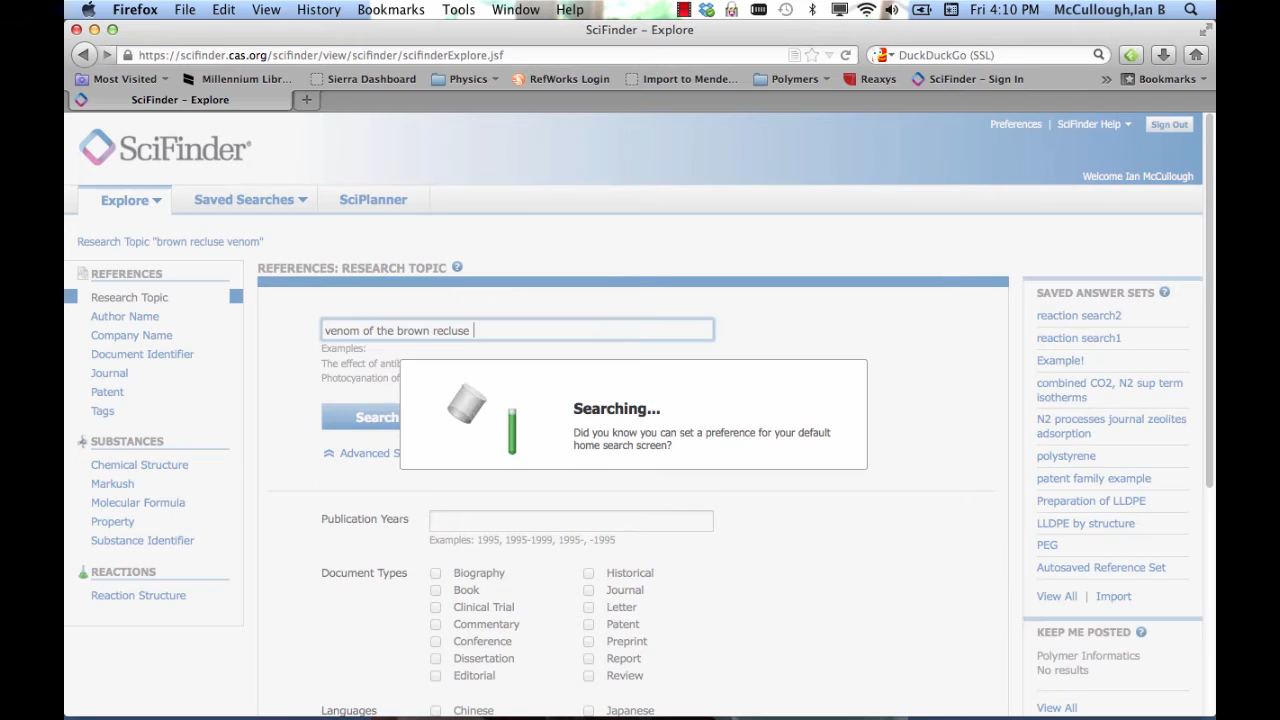 Firefox File Edit View History Bookmarks Tools Window Help Fri 4:10 PM McCullough,Ian B
SciFinder – Explore
https://scifinder.cas.org/scifinder/view/scifinder/scifinderExplore.jsf DuckDuckGo (SSL)
Most Visited Millennium Libr... Sierra Dashboard Physics RefWorks Login Import to Mende... Polymers Reaxys SciFinder – Sign In » Bookmarks
SciFinder – Explore +
SciFinder®
Preferences | SciFinder Help Sign Out
Welcome Ian McCullough
Explore Saved Searches SciPlanner
Research Topic "brown recluse venom"
REFERENCES
Research Topic
Author Name
Company Name
Document Identifier
Journal
Patent
Tags
SUBSTANCES
Chemical Structure
Markush
Molecular Formula
Property
Substance Identifier
REACTIONS
Reaction Structure
REFERENCES: RESEARCH TOPIC ?
venom of the brown recluse
Examples:
The effect of antib
Photocyanation of
Search
Advanced S
Searching...
Did you know you can set a preference for your default
home search screen?
Publication Years
Examples: 1995, 1995-1999, 1995-, -1995
Document Types
Biography Historical
Book Journal
Clinical Trial Letter
Commentary Patent
Conference Preprint
Dissertation Report
Editorial Review
Languages Chinese Japanese
SAVED ANSWER SETS ?
reaction search2
reaction search1
Example!
combined CO2, N2 sup term
isotherms
N2 processes journal zeolites
adsorption
polystyrene
patent family example
Preparation of LLDPE
LLDPE by structure
PEG
Autosaved Reference Set
View All | Import
KEEP ME POSTED ?
Polymer Informatics
No results
View All